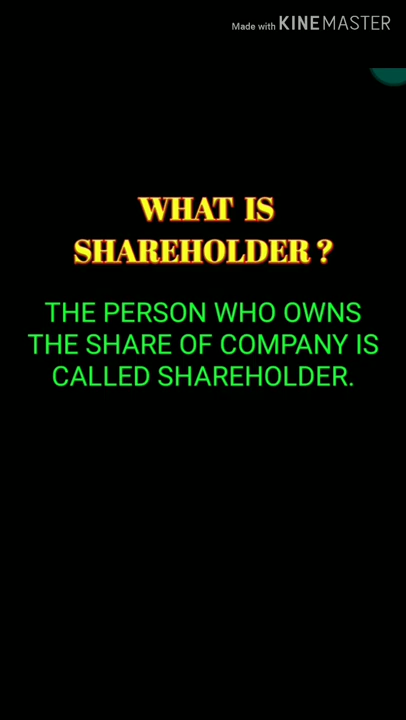 Made with KINEMASTER
WHAT IS
SHAREHOLDER ?
THE PERSON WHO OWNS
THE SHARE OF COMPANY IS
CALLED SHAREHOLDER.